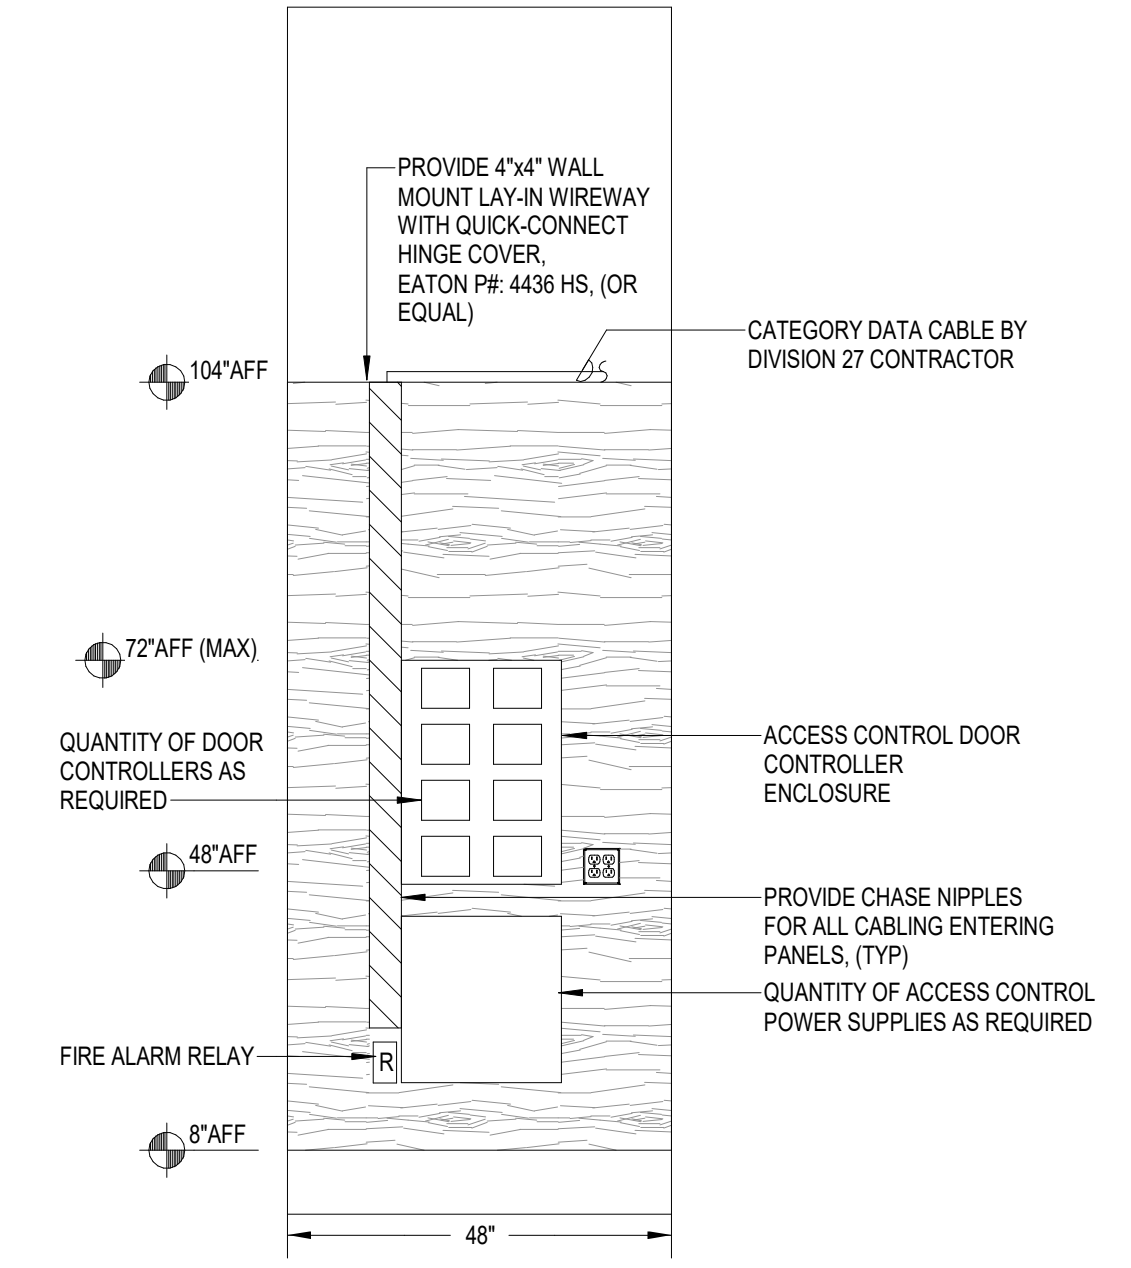 PROVIDE 4"x4" WALL
MOUNT LAY-IN WIREWAY
WITH QUICK-CONNECT
HINGE COVER,
EATON P#: 4436 HS, (OR
EQUAL)
CATEGORY DATA CABLE BY
DIVISION 27 CONTRACTOR
104"AFF
72"AFF (MAX)
QUANTITY OF DOOR
CONTROLLERS AS
REQUIRED
ACCESS CONTROL DOOR
CONTROLLER
ENCLOSURE
48"AFF
PROVIDE CHASE NIPPLES
FOR ALL CABLING ENTERING
PANELS, (TYP)
QUANTITY OF ACCESS CONTROL
POWER SUPPLIES AS REQUIRED
FIRE ALARM RELAY
R
8"AFF
48"